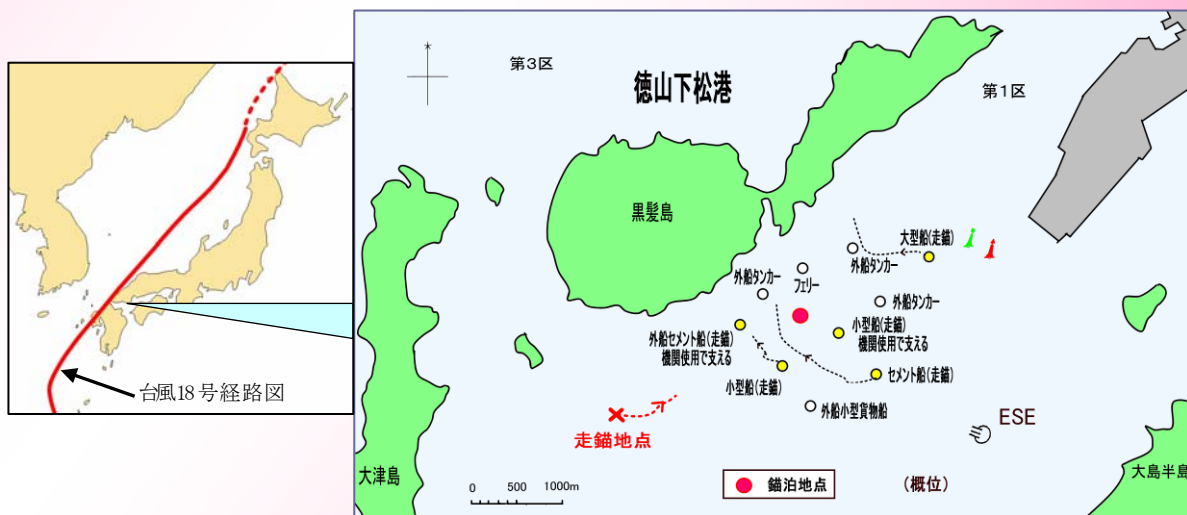 台風18号経路図
第3区
徳山下松港
第1区
黒髪島
大型船(走錨)
外船タンカー
フェリー
外船タンカー
外船タンカー
小型船(走錨)
機関使用で支える
外船セメント船(走錨)
機関使用で支える
小型船(走錨)
セメント船(走錨)
外船小型貨物船
ESE
走錨地点
大津島
0 500 1000m
錨泊地点
(概位)
大島半島